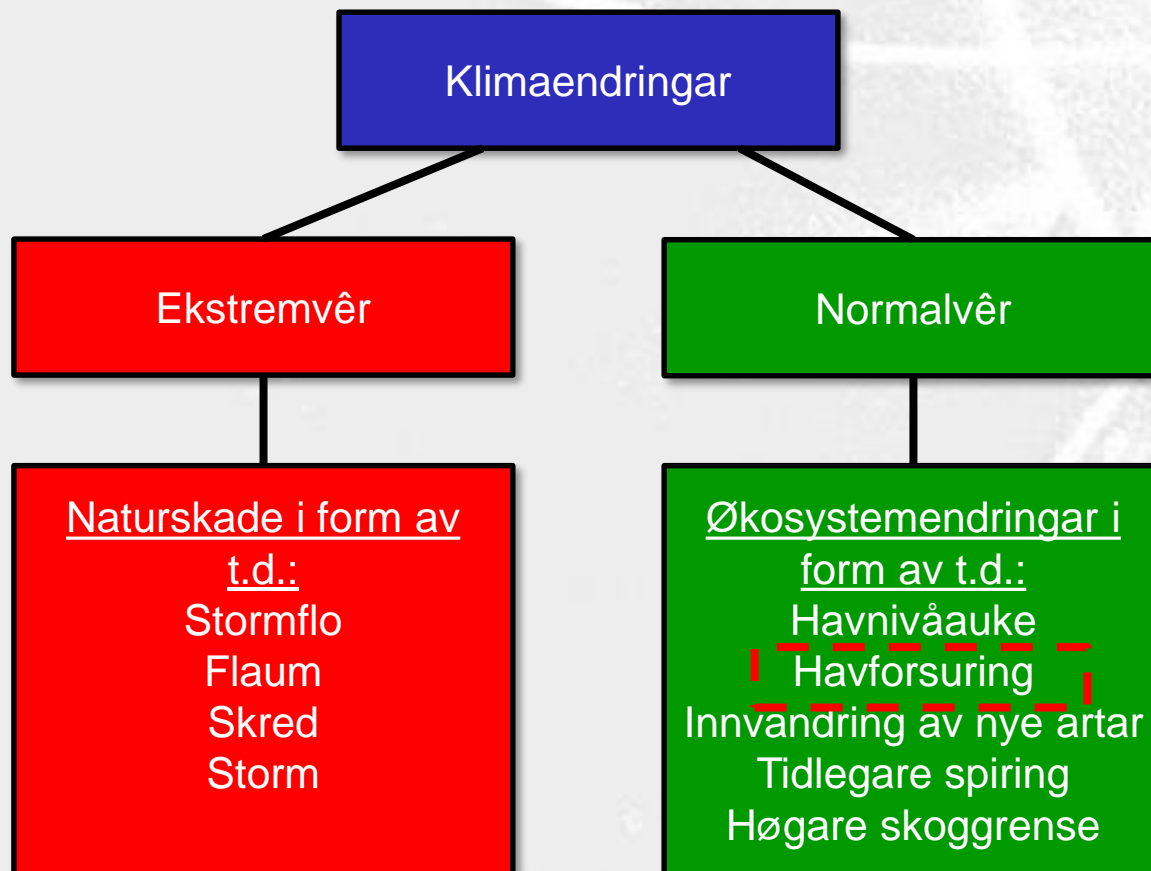 Klimaendringar
Ekstremvêr
Normalvêr
Naturskade i form av
t.d.:
Stormflo
Flaum
Skred
Storm
Økosystemendringar i
form av t.d.:
Havnivåauke
Havforsuring
Innvandring av nye artar
Tidlegare spiring
Høgare skoggrense